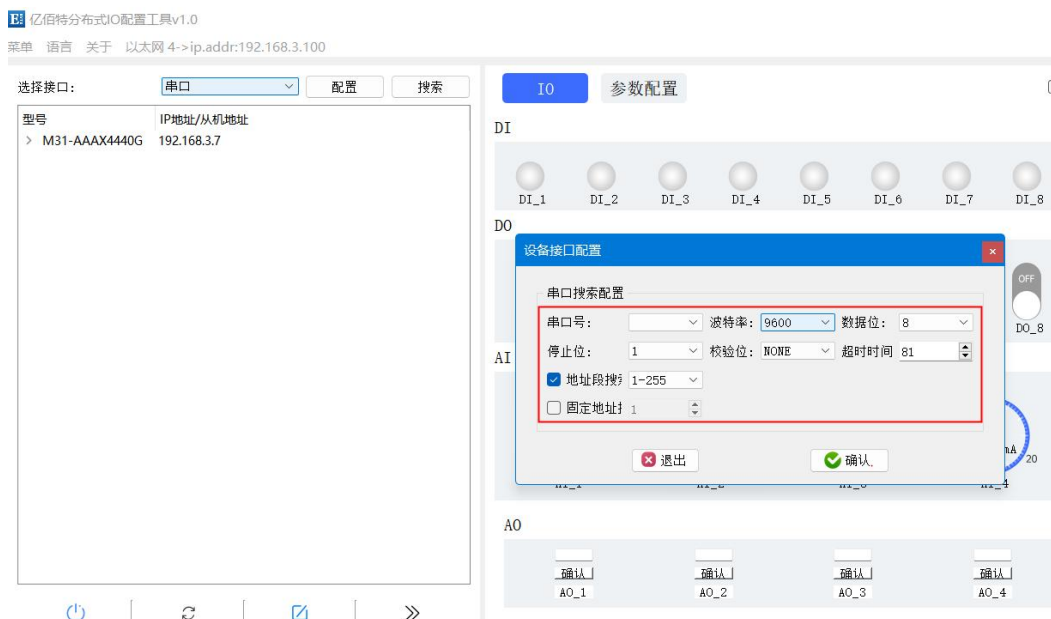 亿佰特分布式IO配置工具v1.0
菜单 语言 关于 以太网 4->ip.addr:192.168.3.100
选择接口: 串口 配置 搜索
型号 IP地址/从机地址
M31-AAAX4440G 192.168.3.7
IO 参数配置
DI
DI_1 DI_2 DI_3 DI_4 DI_5 DI_6 DI_7 DI_8
DO
设备接口配置
串口搜索配置
串口号: 波特率: 9600 数据位: 8
停止位: 1 校验位: NONE 超时时间 81
地址段搜 1-255
固定地址 1
退出 确认
OFF
DO_8
AI
mA
20
AO
确认 确认 确认 确认
AO_1 AO_2 AO_3 AO_4